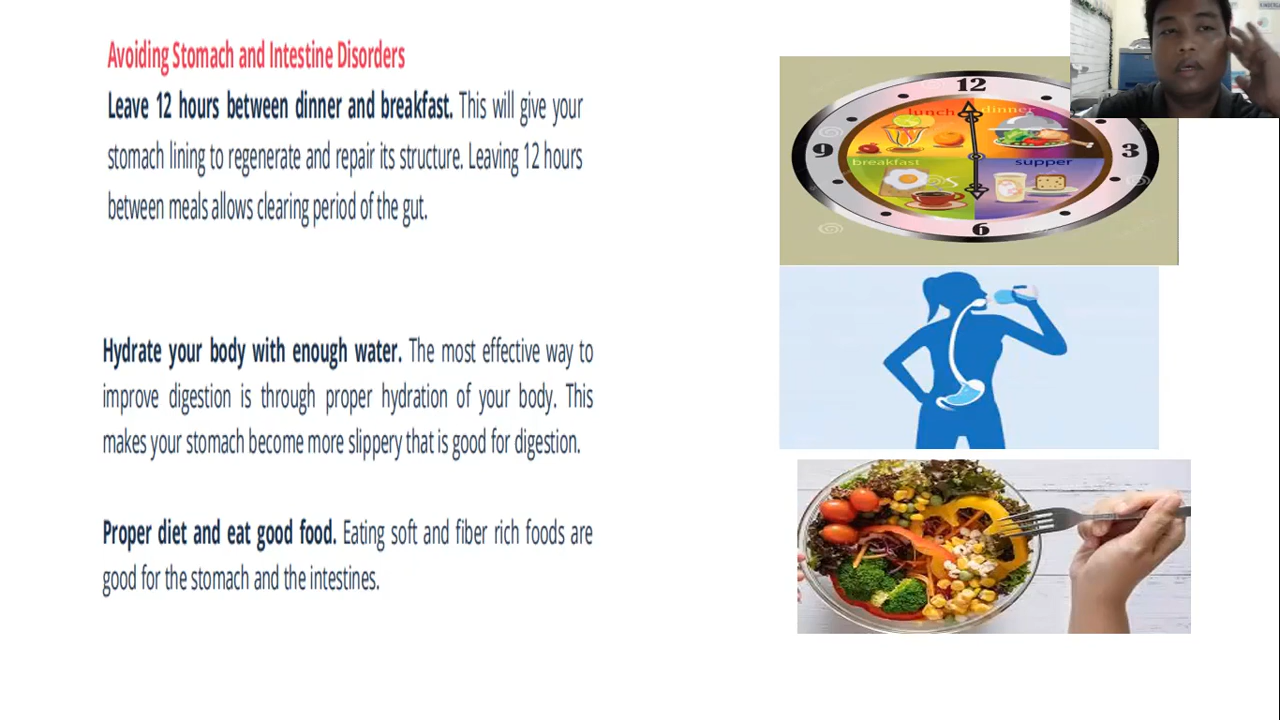 Avoiding Stomach and Intestine Disorders
Leave 12 hours between dinner and breakfast. This will give your
stomach lining to regenerate and repair its structure. Leaving 12 hours
between meals allows clearing period of the gut.
Hydrate your body with enough water. The most effective way to
improve digestion is through proper hydration of your body. This
makes your stomach become more slippery that is good for digestion.
Proper diet and eat good food. Eating soft and fiber rich foods are
good for the stomach and the intestines.
12
lunch dinner
9 3
breakfast supper
6